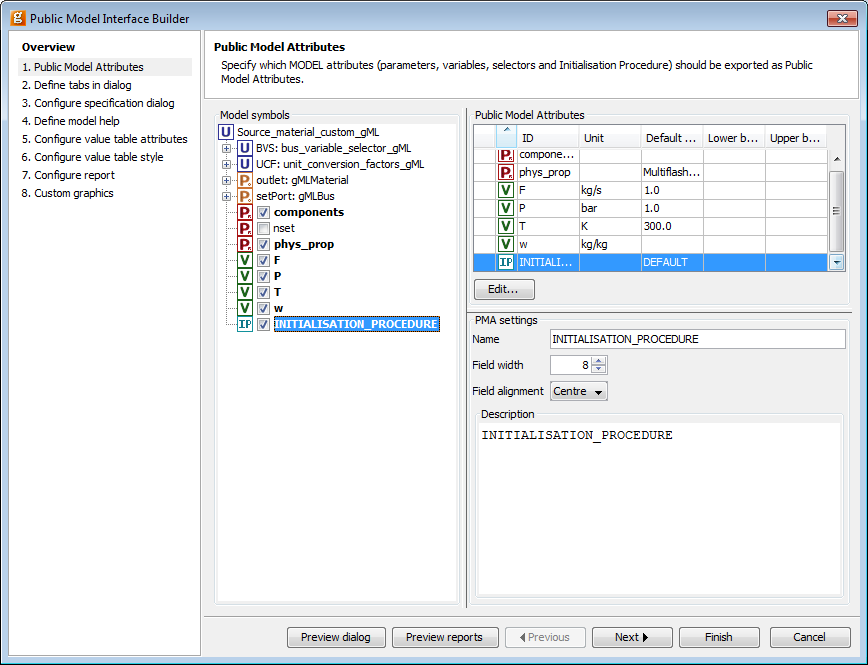 Public Model Interface Builder
Overview
1. Public Model Attributes
2. Define tabs in dialog
3. Configure specification dialog
4. Define model help
5. Configure value table attributes
6. Configure value table style
7. Configure report
8. Custom graphics
Public Model Attributes
Specify which MODEL attributes (parameters, variables, selectors and Initialisation Procedure) should be exported as Public
Model Attributes.
Model symbols
U Source_material_custom_gML
U BVS: bus_variable_selector_gML
U UCF: unit_conversion_factors_gML
P outlet: gMLMaterial
P setPort: gMLBus
P components
P nset
P phys_prop
V F
V P
V T
V w
IP INITIALISATION_PROCEDURE
Public Model Attributes
ID Unit Default ... Lower b... Upper b...
P compone...
P phys_prop Multiflash...
V F kg/s 1.0
V P bar 1.0
V T K 300.0
V w kg/kg
IP INITIALI... DEFAULT
Edit...
PMA settings
Name INITIALISATION_PROCEDURE
Field width 8
Field alignment Centre
Description
INITIALISATION_PROCEDURE
Preview dialog Preview reports Previous Next Finish Cancel